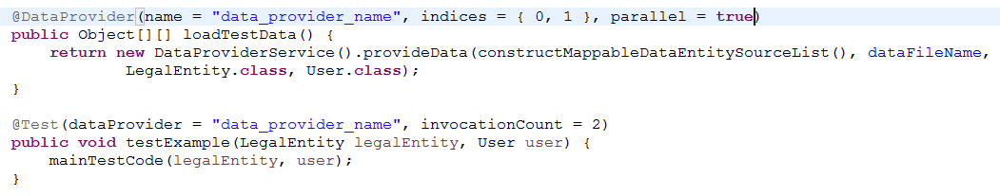 @DataProvider(name = "data_provider_name", indices = { 0, 1 }, parallel = true)
public Object[][] loadTestData() {
    return new DataProviderService().provideData(constructMappableDataEntitySourceList(), dataFileName,
            LegalEntity.class, User.class);
}

@Test(dataProvider = "data_provider_name", invocationCount = 2)
public void testExample(LegalEntity legalEntity, User user) {
    mainTestCode(legalEntity, user);
}